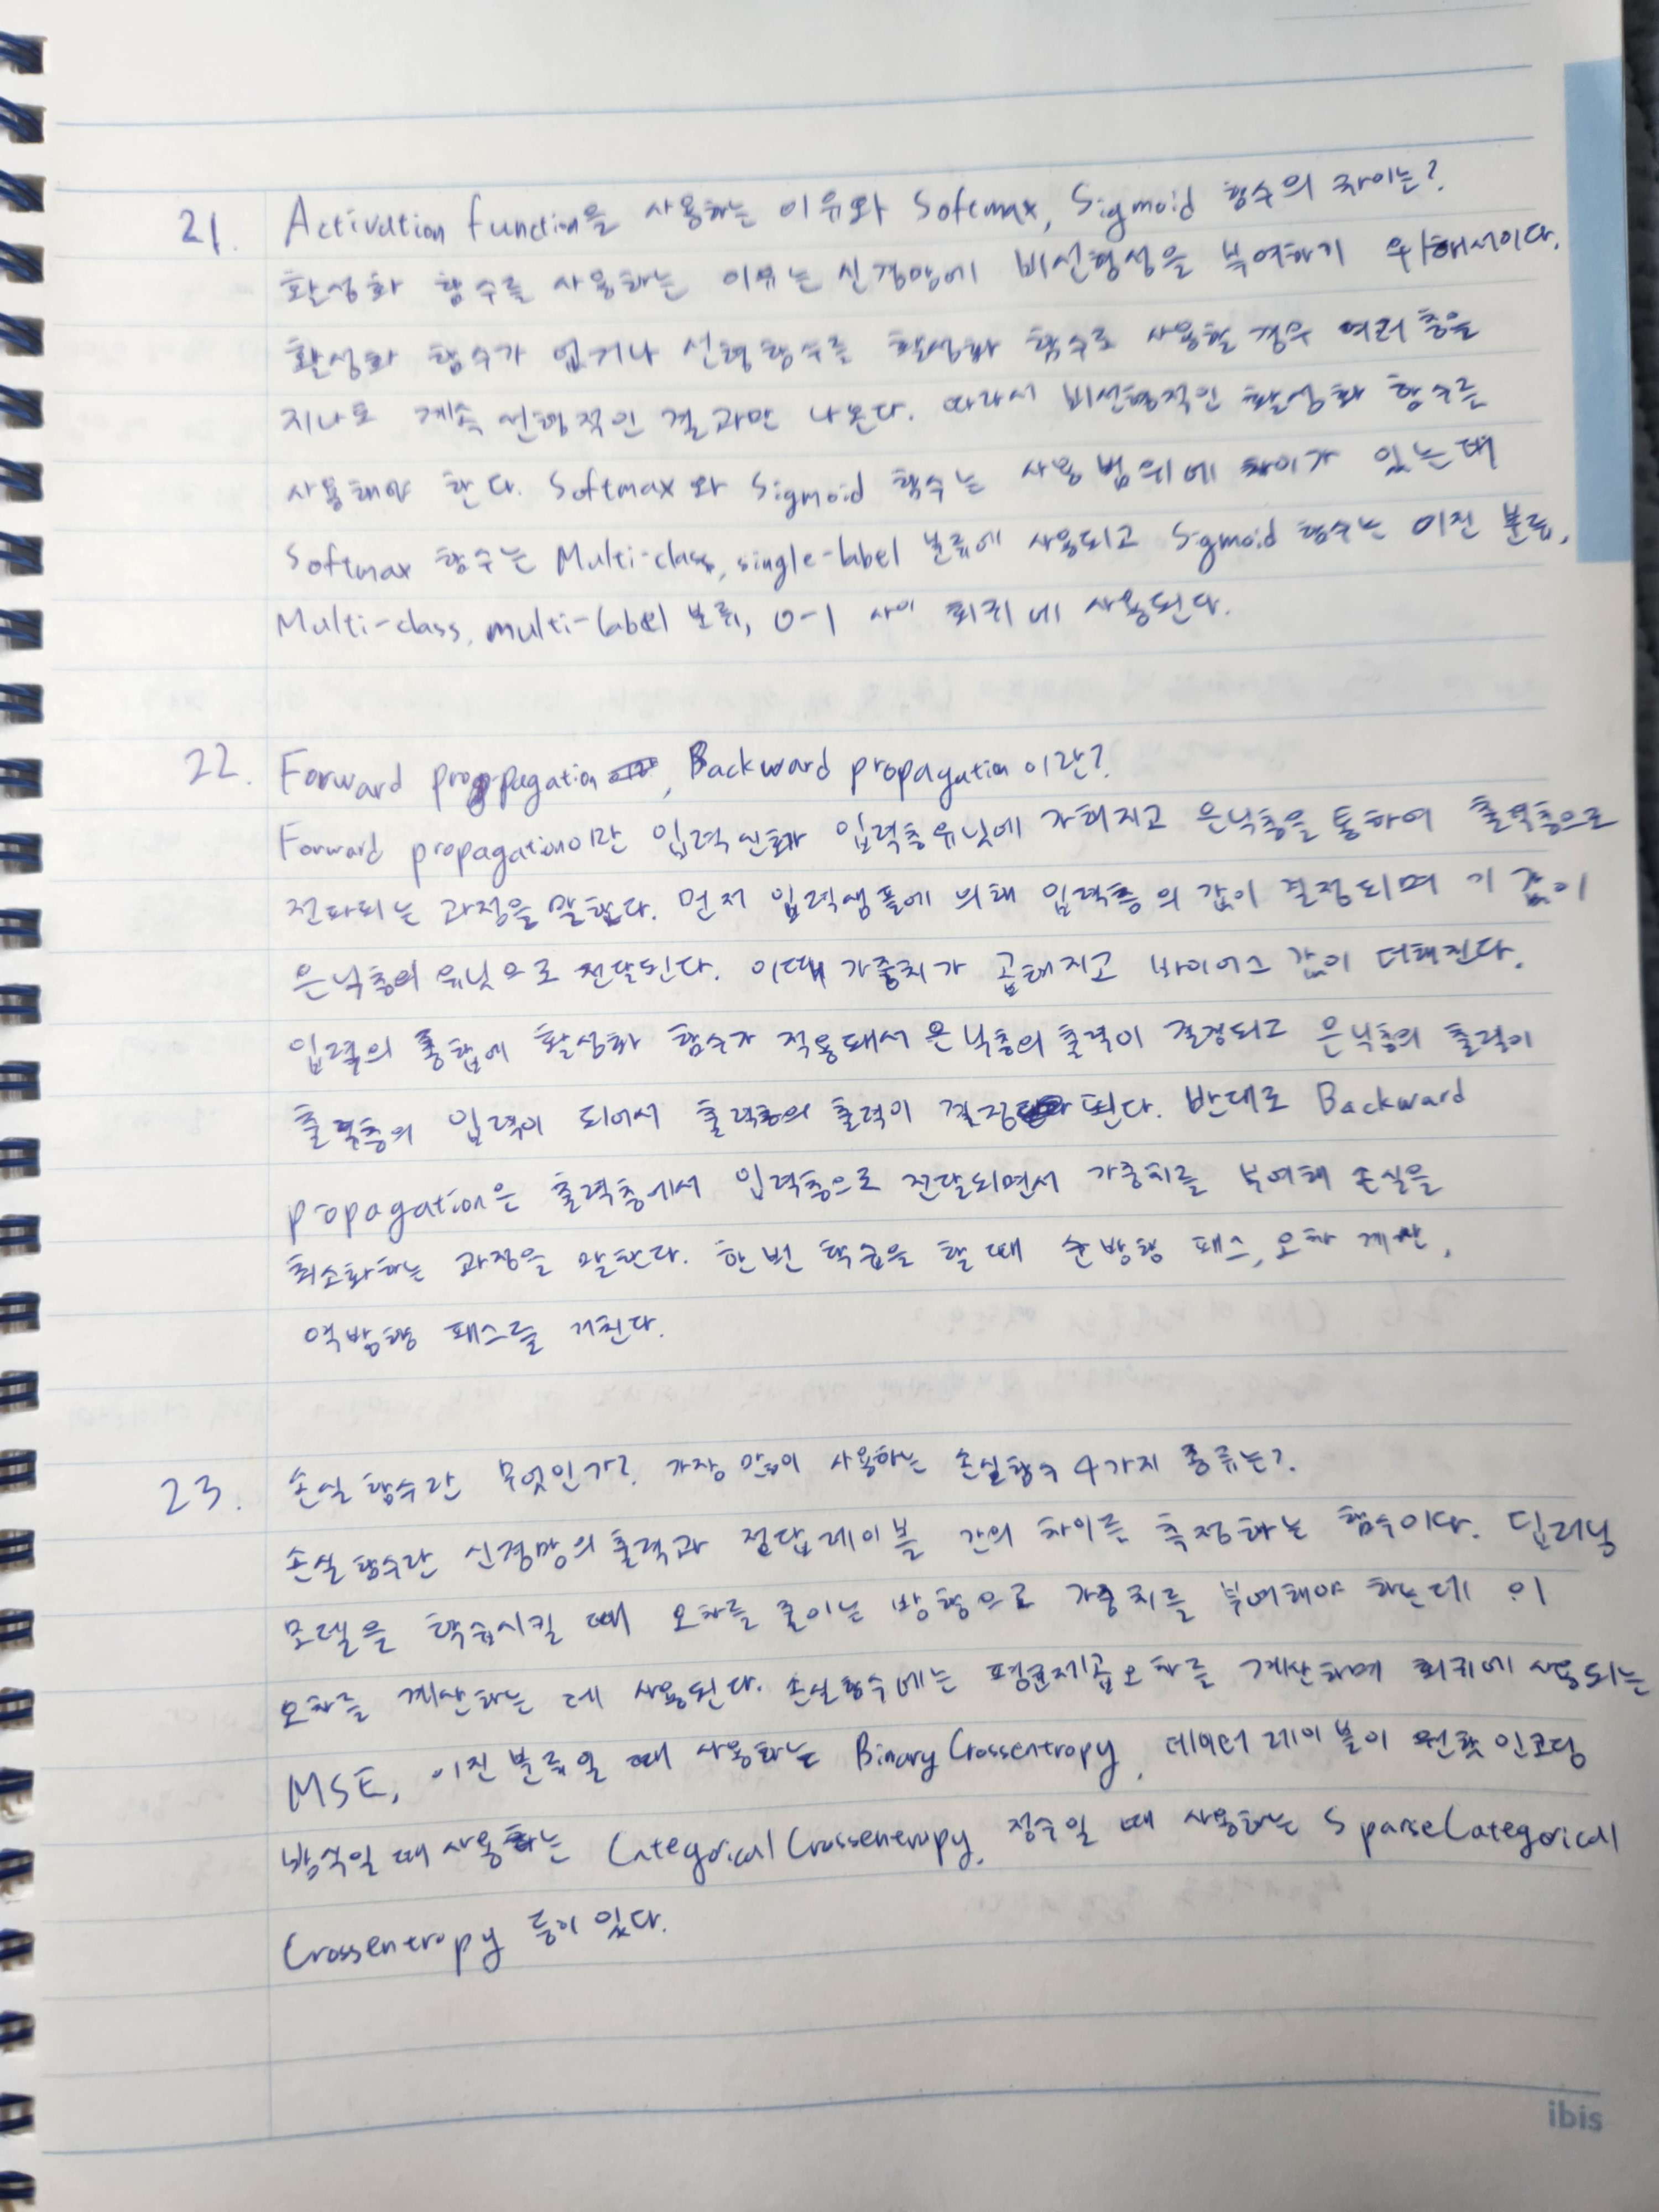 21. Activation function을 사용하는 이유와 Softmax, Sigmoid 함수의 차이는?
활성화 함수를 사용하는 이유는 신경망에 비선형성을 부여하기 위해서이다.
활성화 함수가 없거나 선형함수를 활성화 함수로 사용할 경우 여러 층을
지나도 계속 선형적인 결과만 나온다. 따라서 비선형적인 활성화 함수를
사용해야 한다. Softmax와 Sigmoid 함수는 사용 범위에 차이가 있는데
Softmax 함수는 Multi-class, single-label 분류에 사용되고 Sigmoid 함수는 이진 분류,
Multi-class, multi-label 분류, 0-1 사이 회귀에 사용된다.
22. Forward propagation, Backward propagation이란?
Forward propagation이란 입력 신호가 입력층유닛에 가해지고 은닉층을 통하여 출력층으로
전파되는 과정을 말한다. 먼저 입력샘플에 의해 입력층의 값이 결정되며 기 값이
은닉층의 유닛으로 전달된다. 이때 가중치가 곱해지고 바이어스 값이 더해진다.
입력의 총합에 활성화 함수가 적용돼서 은닉층의 출력이 결정되고 은닉층의 출력이
출력층의 입력이 되어서 출력층의 출력이 결정된다. 반대로 Backward
propagation은 출력층에서 입력층으로 전달되면서 가중치를 부여해 손실을
최소화하는 과정을 말한다. 한번 학습을 할 때 순방향 패스, 오차 계산,
역방향 패스를 거친다.
23. 손실 함수란 무엇인가? 가장 많이 사용하는 손실함수 4가지 종류는?
손실 함수란 신경망의 출력과 정답레이블 간의 차이를 측정하는 함수이다. 딥러닝
모델을 학습시킬 때 오차를 줄이는 방향으로 가중치를 부여해야 하는데 이
오차를 계산하는 데 사용된다. 손실함수에는 평균제곱오차를 계산하며 회귀에 사용되는
MSE, 이진 분류일 때 사용하는 BinaryCrossentropy, 데이터 레이블이 원핫 인코딩
방식일 때 사용하는 CategoricalCrossentropy, 정수일 때 사용하는 SparseCategorical
Crossentropy 등이 있다.
ibis